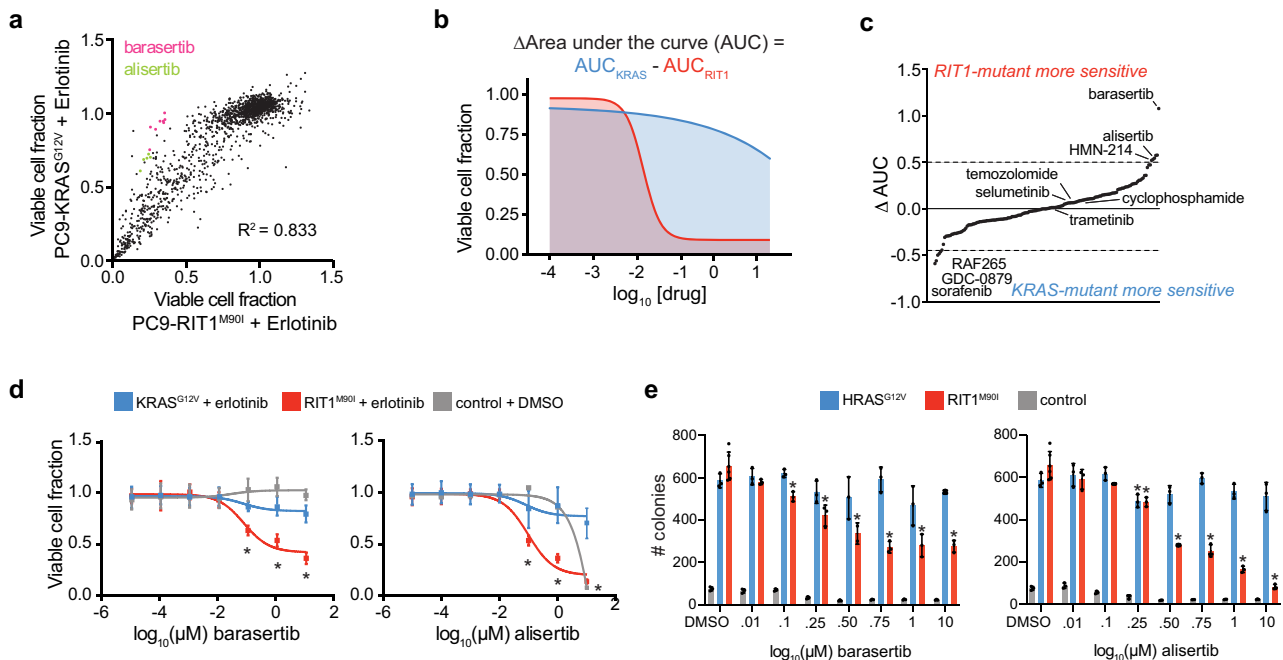 a
1.5
1.0
0.5
0.0
0.0
0.5
1.0
1.5
barasertib
alisertib
R² = 0.833
Viable cell fraction
PC9-KRASG12V + Erlotinib
Viable cell fraction
PC9-RIT1M90I + Erlotinib
b
ΔArea under the curve (AUC) =
AUCKRAS - AUCRIT1
1.00
0.75
0.50
0.25
1.00
-4
-3
-2
-1
0
1
Viable cell fraction
log10 [drug]
c
RIT1-mutant more sensitive
1.5
1.0
0.5
0.0
-0.5
-1.0
Δ AUC
barasertib
alisertib
HMN-214
temozolomide
selumetinib
cyclophosphamide
trametinib
RAF265
GDC-0879
sorafenib
KRAS-mutant more sensitive
d
KRASG12V + erlotinib
RIT1M90I + erlotinib
control + DMSO
Viable cell fraction
1.5
1.0
0.5
0.0
-6
-4
-2
0
2
* * *
log10(µM) barasertib
1.5
1.0
0.5
0.0
-6
-4
-2
0
2
* * *
log10(µM) alisertib
e
HRASG12V
RIT1M90I
control
# colonies
800
600
400
200
0
* * * * * *
DMSO .01 .1 .25 .50 .75 1 10
log10(µM) barasertib
800
600
400
200
0
* * * * * *
DMSO .01 .1 .25 .50 .75 1 10
log10(µM) alisertib